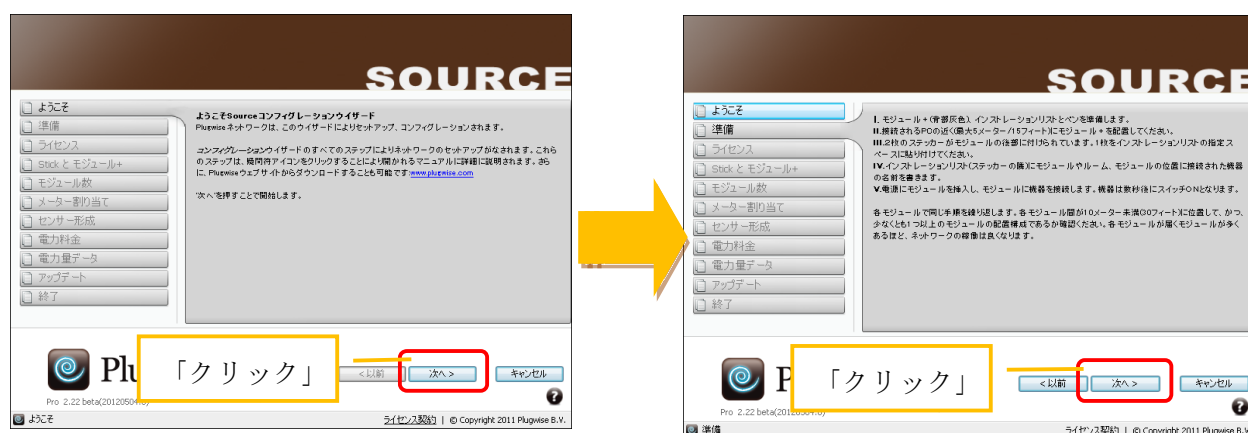 SOURCE
ようこそ
準備
ライセンス
Stick と モジュール+
モジュール数
メーター割り当て
センサー形成
電力料金
電力量データ
アップデート
終了
ようこそSourceコンフィグレーションウイザード
Plugwiseネットワークは、このウイザードによりセットアップ、コンフィグレーションされます。
コンフィグレーションウイザードのすべてのステップによりネットワークのセットアップがなされます。これら
のステップは、疑問符アイコンをクリックすることにより開かれるマニュアルに詳細に説明されます。さら
に、Plugwiseウェブサイトからダウンロードすることも可能です:www.plugwise.com
'次へ'を押すことで開始します。
Plu
「クリック」
<以前
次へ >
キャンセル
Pro 2.22 beta(20120504.0)
ようこそ
ライセンス契約 | © Copyright 2011 Plugwise B.V.
SOURCE
ようこそ
準備
ライセンス
Stick と モジュール+
モジュール数
メーター割り当て
センサー形成
電力料金
電力量データ
アップデート
終了
I. モジュール+(背部灰色)、インストレーションリストとペンを準備します。
II.接続されるPCの近く(最大5メーター/15フィート)にモジュール + を配置してください。
III.2枚のステッカーがモジュールの後部に付けられています。1枚をインストレーションリストの指定ス
ペースに貼り付けてください。
IV.インストレーションリスト(ステッカーの隣)にモジュールやルーム、モジュールの位置に接続された機器
の名前を書きます。
V.電源にモジュールを挿入し、モジュールに機器を接続します。機器は数秒後にスイッチONとなります。
各モジュールで同じ手順を繰り返します。各モジュール間が10メーター未満(30フィート)に位置して、かつ、
少なくとも1つ以上のモジュールの配置構成であるか確認ください。各モジュールが届くモジュールが多く
あるほど、ネットワークの稼働は良くなります。
P
「クリック」
<以前
次へ >
キャンセル
Pro 2.22 beta(20120504.0)
準備
ライセンス契約 | © Copyright 2011 Plugwise B.V